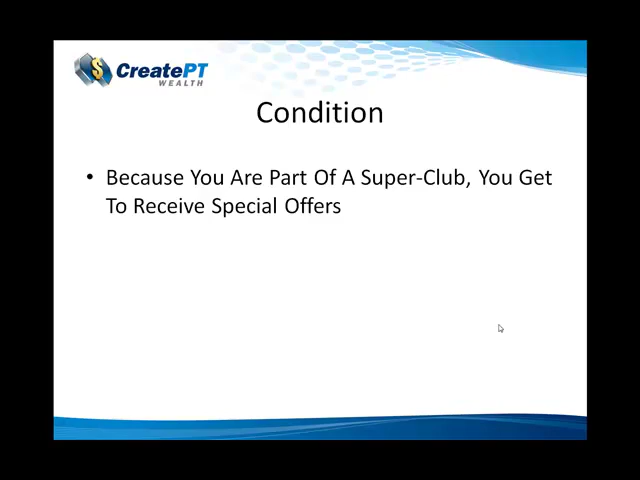 $ CreatePT
WEALTH
Condition
• Because You Are Part Of A Super-Club, You Get
To Receive Special Offers